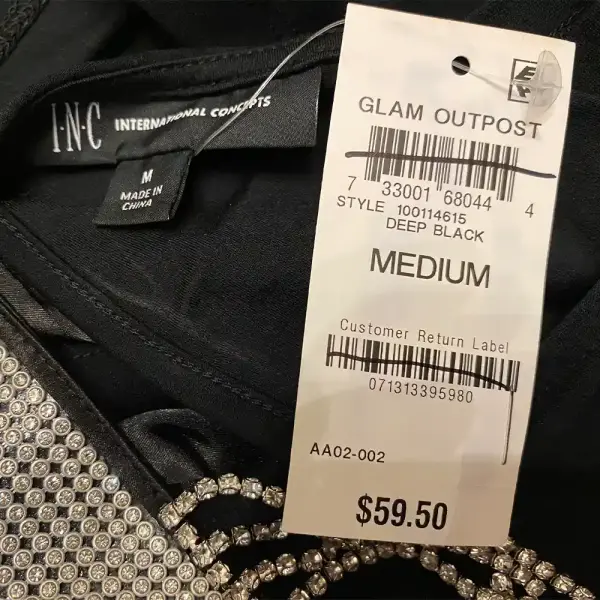 I·N·C INTERNATIONAL CONCEPTS
M
MADE IN
CHINA
GLAM OUTPOST
7 33001 68044 4
STYLE 100114615
DEEP BLACK
MEDIUM
Customer Return Label
071313395980
AA02-002
$59.50